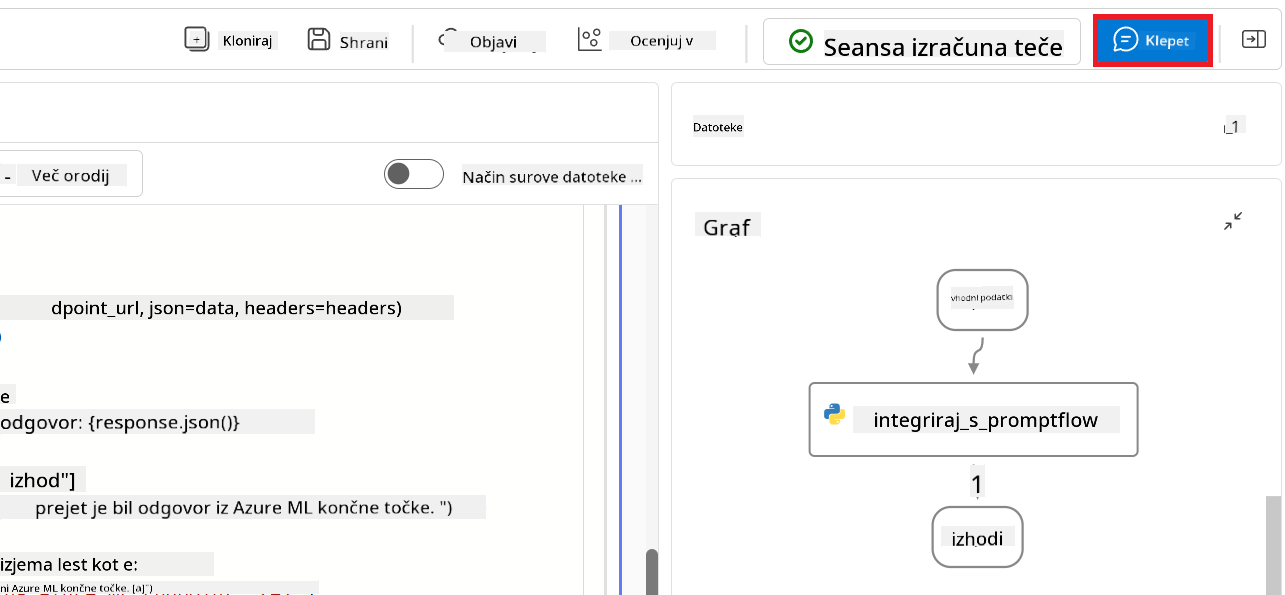 Kloniraj
Shrani
Objavi
Ocenjuj v
Seansa izračuna teče
Klepet
- Več orodij
Način surove datoteke ...
dpoint_url, json=data, headers=headers)
e
odgovor: {response.json()}
izhod"]
prejet je bil odgovor iz Azure ML končne točke. ")
izjema lest kot e:
ni Azure ML končne točke. [a]")
Datoteke
1
Graf
vhodni podatki
integriraj_s_promptflow
1
izhodi